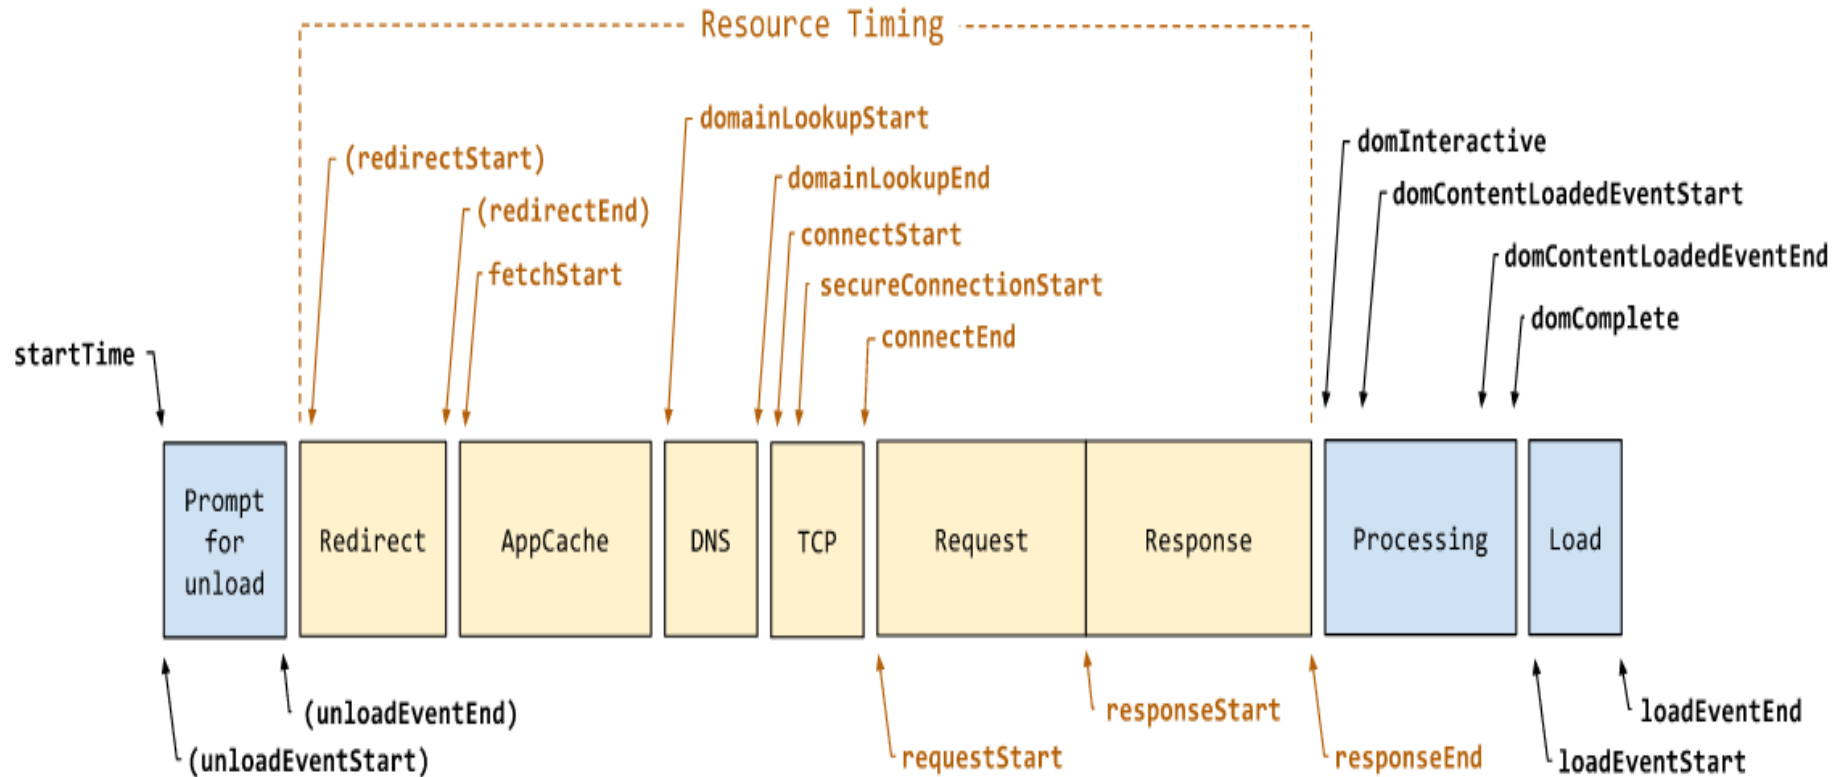 Resource Timing
domainLookupStart
domInteractive
(redirectStart)
domainLookupEnd
domContentLoadedEventStart
(redirectEnd)
connectStart
domContentLoadedEventEnd
fetchStart
secureConnectionStart
domComplete
connectEnd
startTime
Prompt
for
unload
Redirect
AppCache
DNS
TCP
Request
Response
Processing
Load
(unloadEventEnd)
responseStart
loadEventEnd
(unloadEventStart)
requestStart
responseEnd
loadEventStart